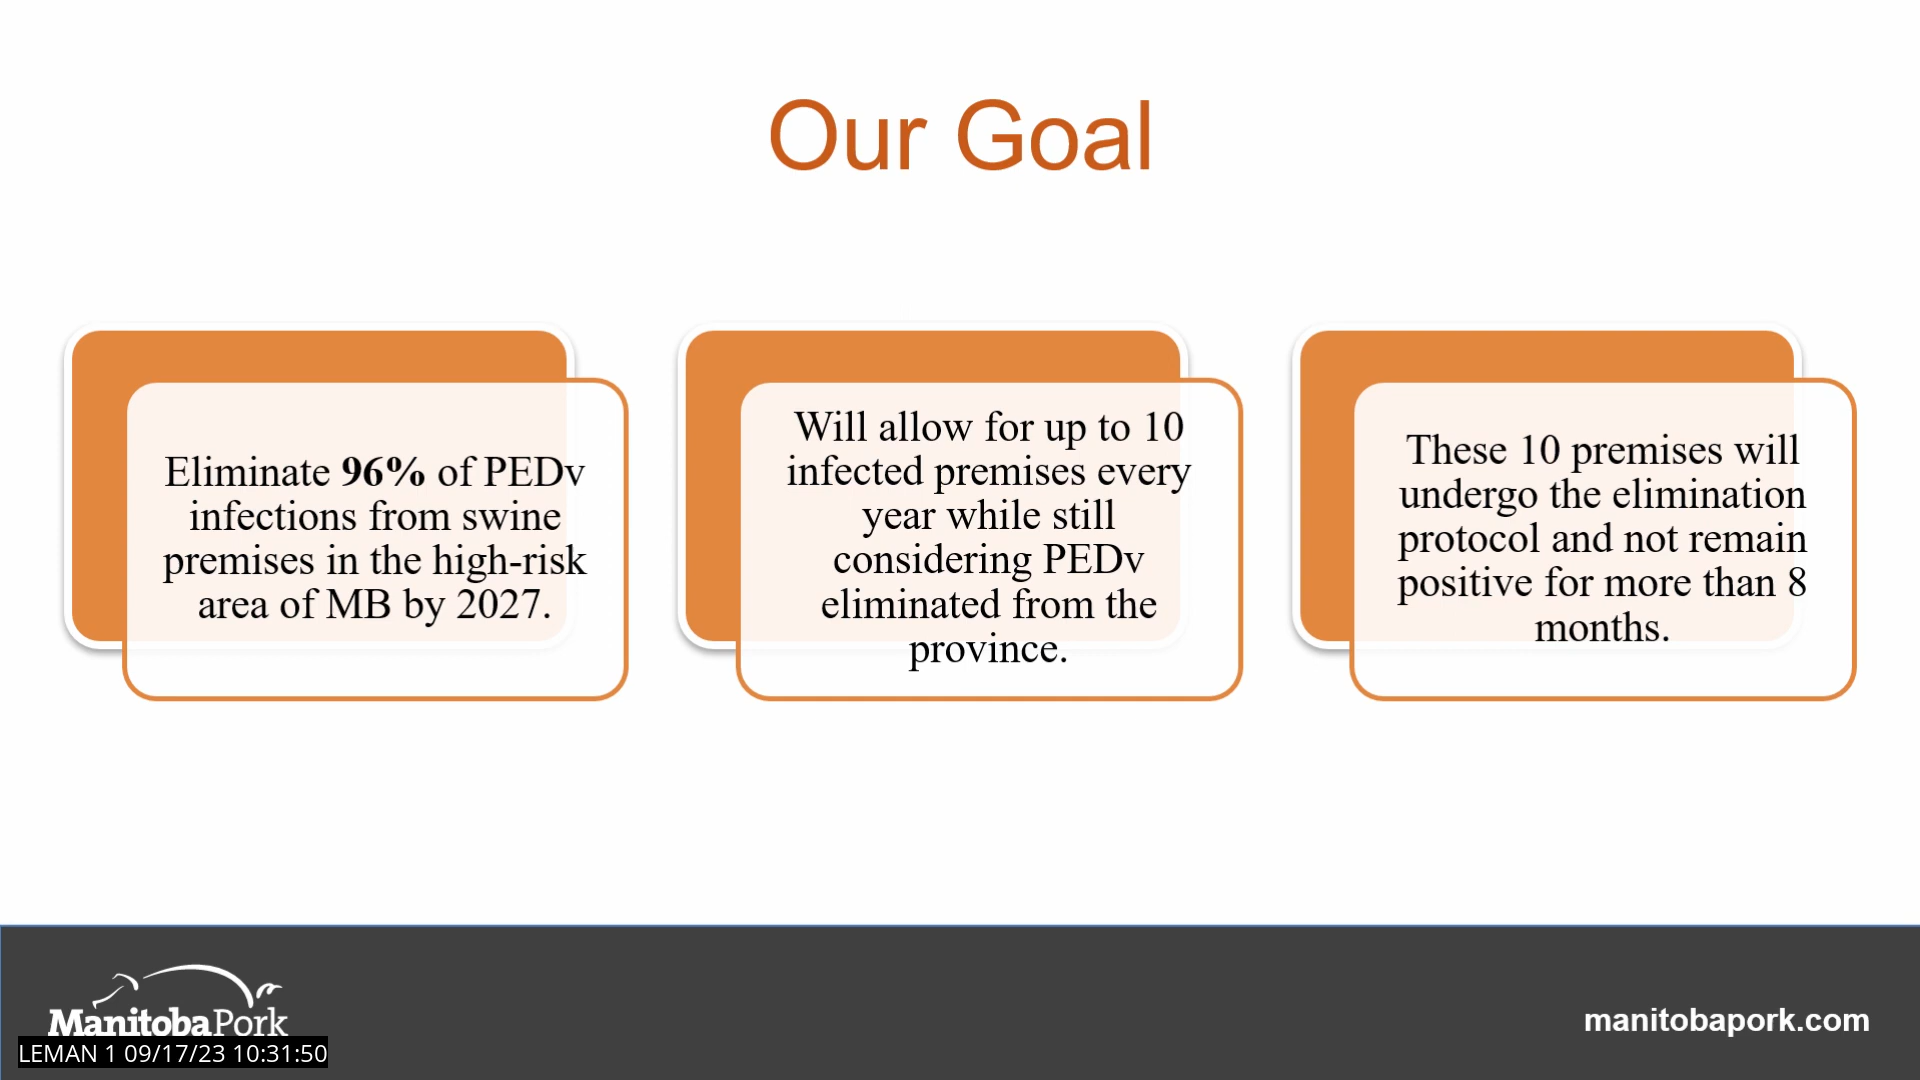 Our Goal
Eliminate 96% of PEDv
infections from swine
premises in the high-risk
area of MB by 2027.
Will allow for up to 10
infected premises every
year while still
considering PEDv
eliminated from the
province.
These 10 premises will
undergo the elimination
protocol and not remain
positive for more than 8
months.
ManitobaPork
LEMAN 1 09/17/23 10:31:50
manitobapork.com